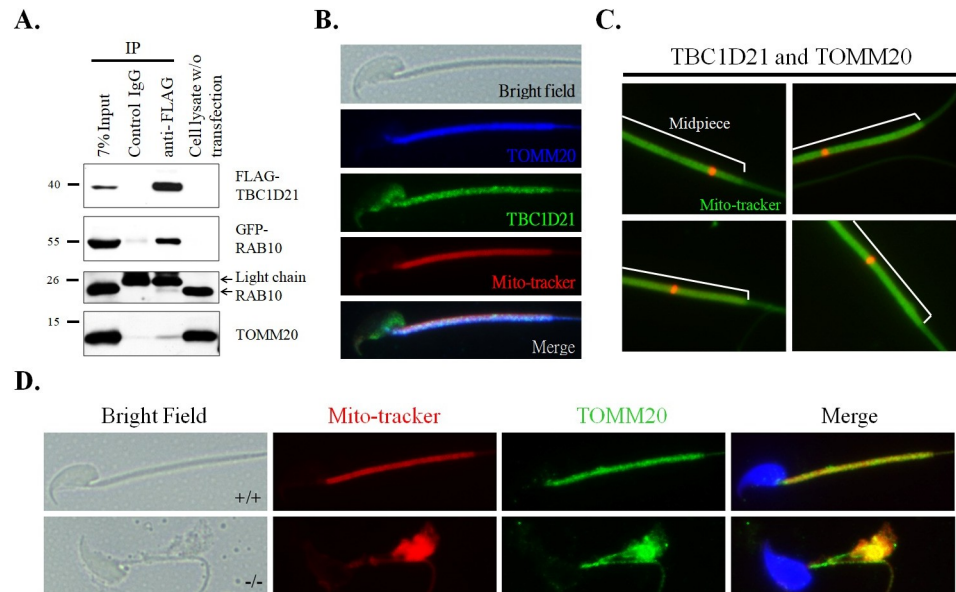 A.
IP
7% Input
Control IgG
anti-FLAG
Cell lysate w/o
transfection
40
FLAG-
TBC1D21
55
GFP-
RAB10
26
Light chain
RAB10
15
TOMM20
B.
Bright field
TOMM20
TBC1D21
Mito-tracker
Merge
C.
TBC1D21 and TOMM20
Midpiece
Mito-tracker
D.
Bright Field
Mito-tracker
TOMM20
Merge
+/+
-/-